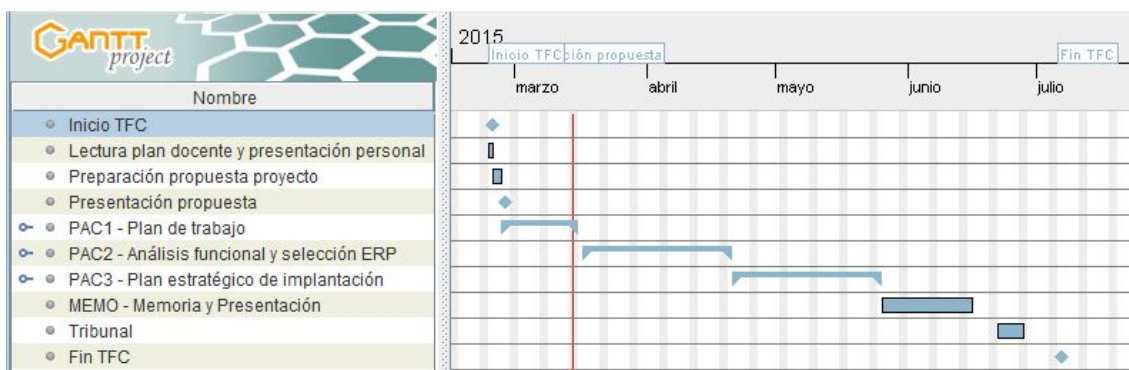 GANTT
project
2015
Inicio TFC ción propuesta Fin TFC
marzo abril mayo junio julio
Nombre
Inicio TFC
Lectura plan docente y presentación personal
Preparación propuesta proyecto
Presentación propuesta
PAC1 - Plan de trabajo
PAC2 - Análisis funcional y selección ERP
PAC3 - Plan estratégico de implantación
MEMO - Memoria y Presentación
Tribunal
Fin TFC